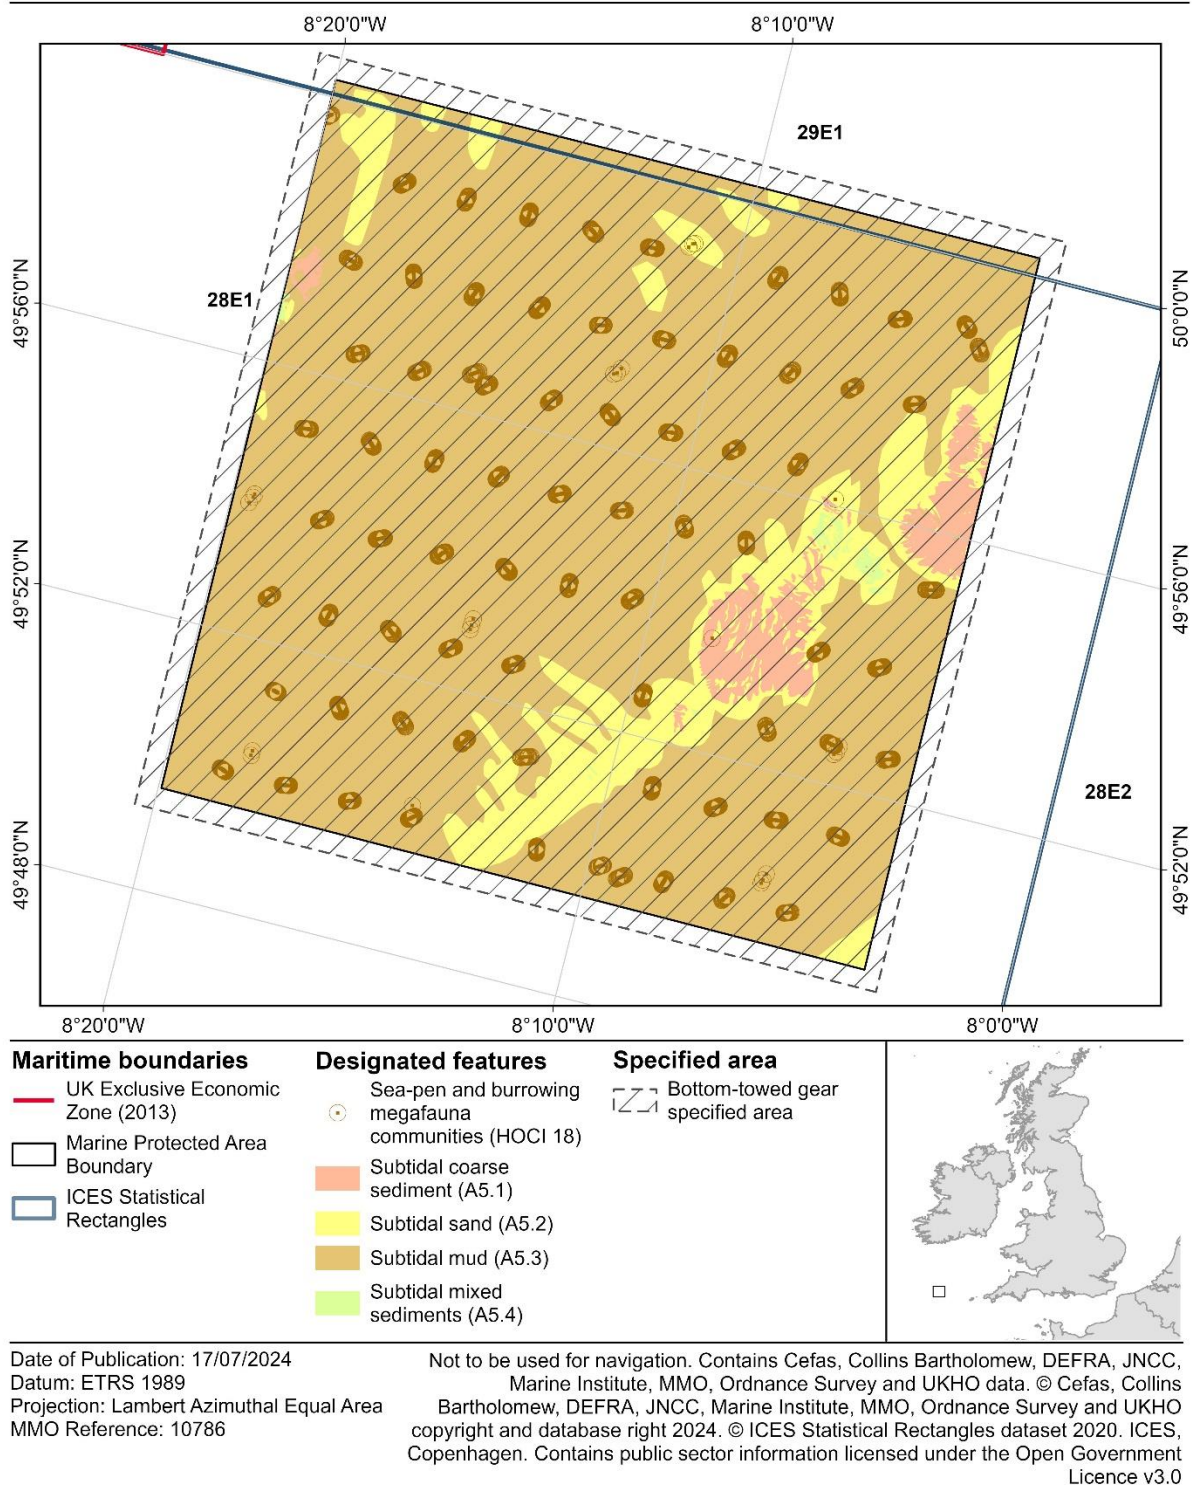 8°20'0"W
8°10'0"W
29E1
28E1
49°56'0"N
50°0'0"N
49°52'0"N
49°56'0"N
28E2
49°48'0"N
49°52'0"N
8°20'0"W
8°10'0"W
8°0'0"W
Maritime boundaries
UK Exclusive Economic
Zone (2013)
Marine Protected Area
Boundary
ICES Statistical
Rectangles
Designated features
Sea-pen and burrowing
megafauna
communities (HOCI 18)
Subtidal coarse
sediment (A5.1)
Subtidal sand (A5.2)
Subtidal mud (A5.3)
Subtidal mixed
sediments (A5.4)
Specified area
Bottom-towed gear
specified area
Date of Publication: 17/07/2024
Datum: ETRS 1989
Projection: Lambert Azimuthal Equal Area
MMO Reference: 10786
Not to be used for navigation. Contains Cefas, Collins Bartholomew, DEFRA, JNCC,
Marine Institute, MMO, Ordnance Survey and UKHO data. © Cefas, Collins
Bartholomew, DEFRA, JNCC, Marine Institute, MMO, Ordnance Survey and UKHO
copyright and database right 2024. © ICES Statistical Rectangles dataset 2020. ICES,
Copenhagen. Contains public sector information licensed under the Open Government
Licence v3.0